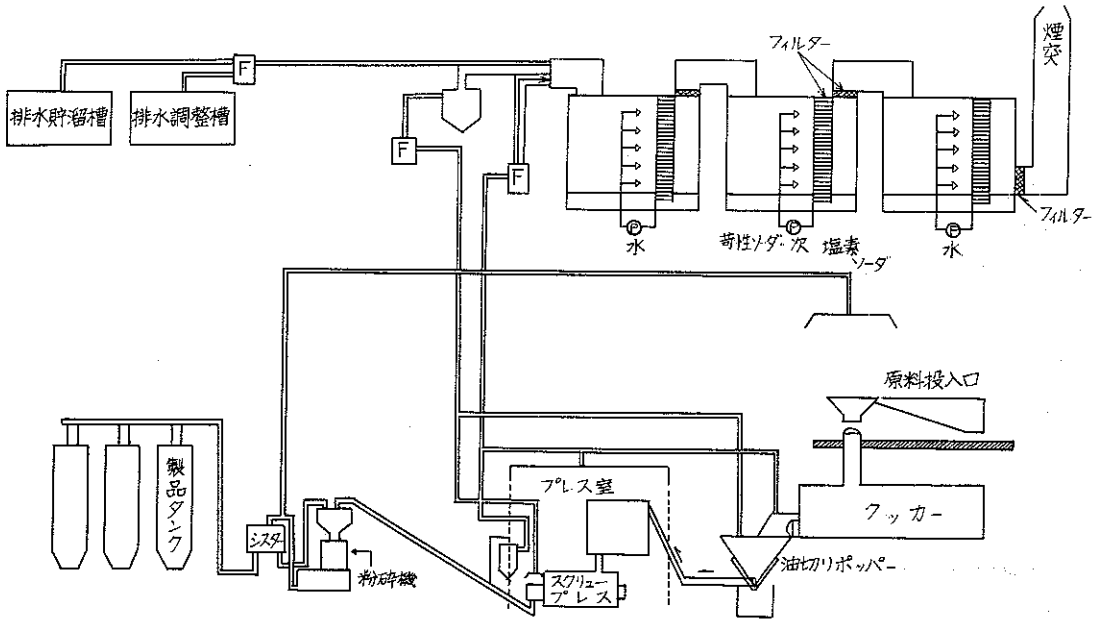 フィルター
煙突
F
排水貯溜槽
排水調整槽
F
F
フィルター
P
P
P
水
苛性ソーダ・次塩素
ソーダ
水
原料投入口
プレス室
クッカー
製品タンク
シスター
粉砕機
スクリュー
プレス
油切りポッパー